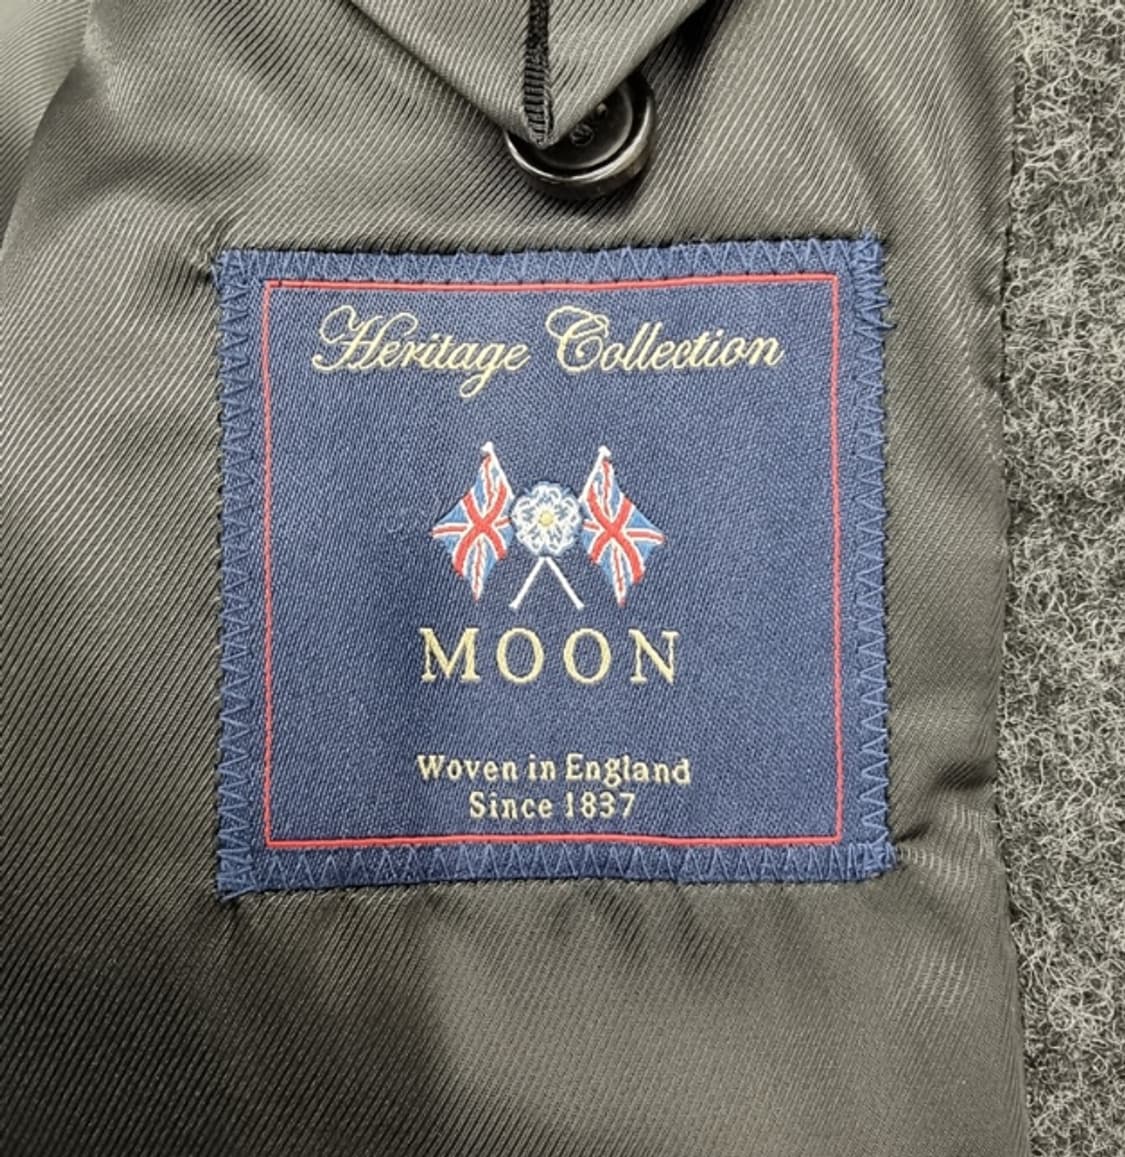 Heritage Collection
MOON
Woven in England
Since 1837